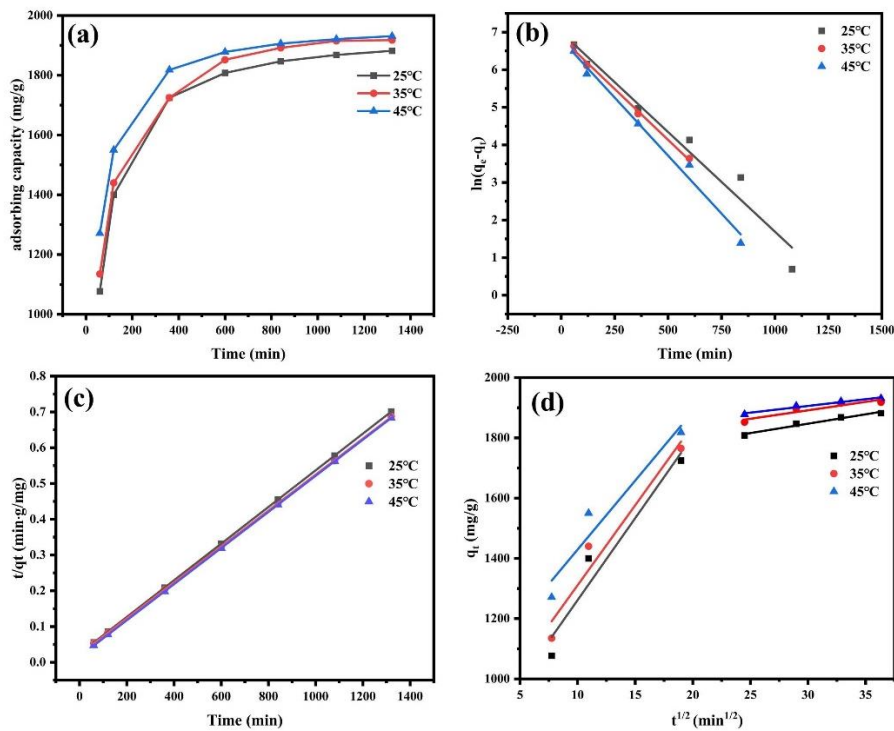 (a)
adsorbing capacity (mg/g)
2000
1800
1600
1400
1200
1000
25°C
35°C
45°C
0 200 400 600 800 1000 1200 1400
Time (min)
(b)
ln(qₑ-qₜ)
7
6
5
4
3
2
1
0
25°C
35°C
45°C
-250 0 250 500 750 1000 1250 1500
Time (min)
(c)
t/qt (min·g/mg)
0.8
0.7
0.6
0.5
0.4
0.3
0.2
0.1
0.0
25°C
35°C
45°C
0 200 400 600 800 1000 1200 1400
Time (min)
(d)
qₜ (mg/g)
2000
1800
1600
1400
1200
1000
25°C
35°C
45°C
5 10 15 20 25 30 35
t^1/2 (min^1/2)